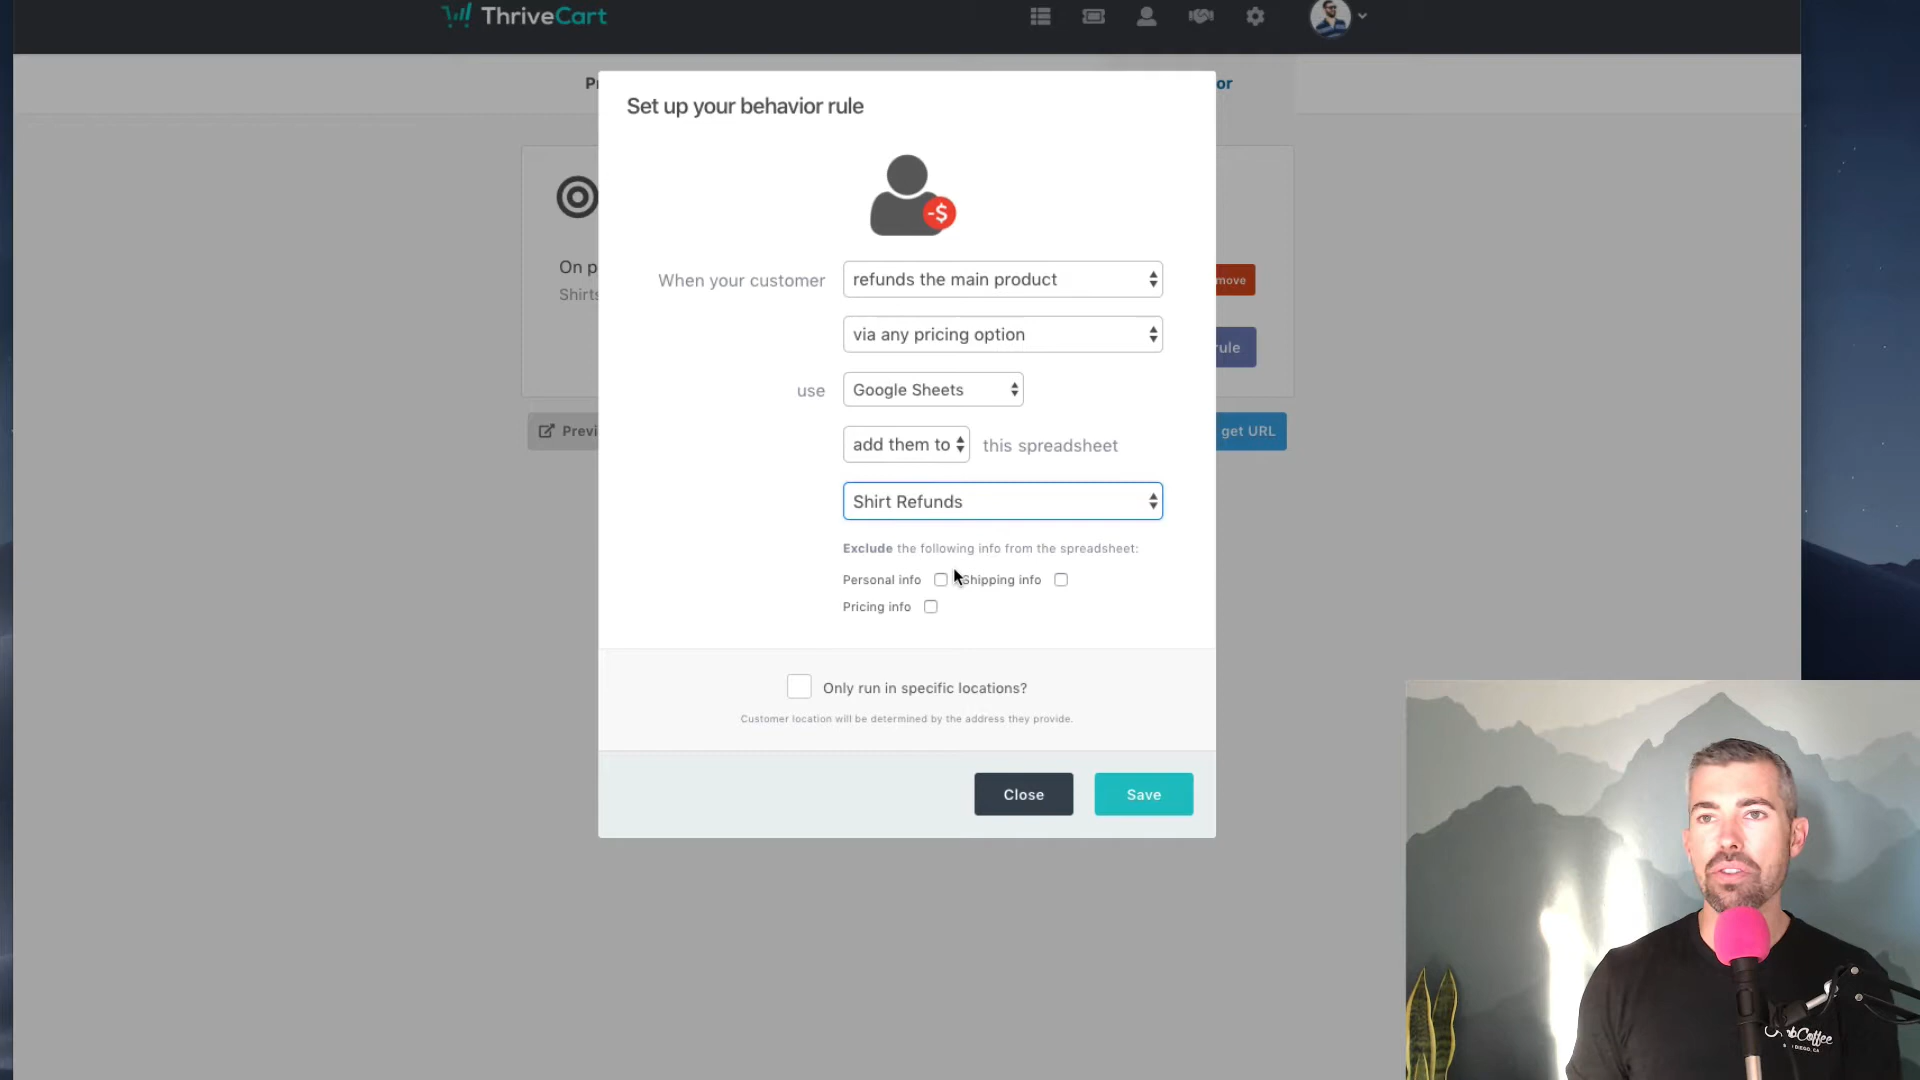 ThriveCart
Set up your behavior rule
or
-$
On p
Shirts
When your customer
refunds the main product
move
via any pricing option
rule
use
Google Sheets
Previ
add them to
this spreadsheet
get URL
Shirt Refunds
Exclude the following info from the spreadsheet:
Personal info
Shipping info
Pricing info
Only run in specific locations?
Customer location will be determined by the address they provide.
Close
Save